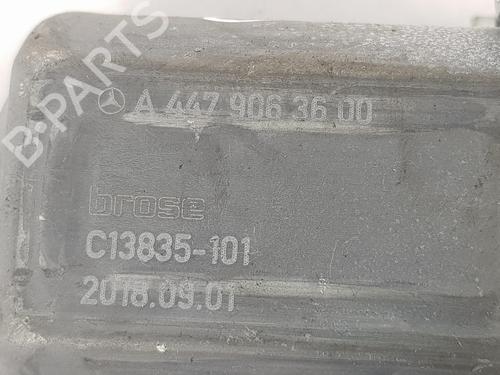 B-PARTS
A 447 906 36 00
brose
C13835-101
2018.09.01